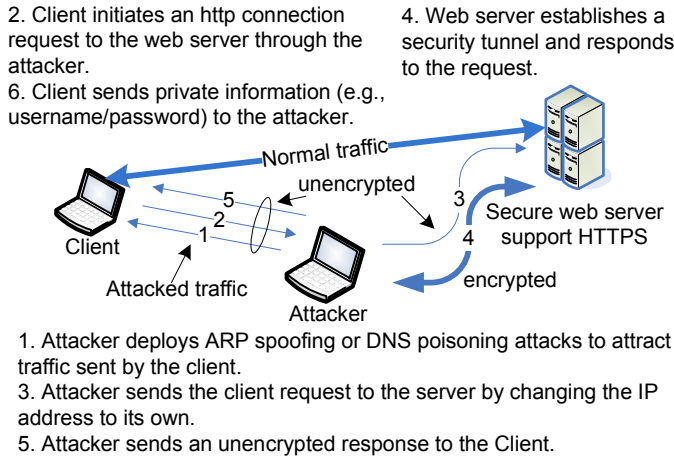 2. Client initiates an http connection
request to the web server through the
attacker.
6. Client sends private information (e.g.,
username/password) to the attacker.
4. Web server establishes a
security tunnel and responds
to the request.
Normal traffic
unencrypted
5
2
1
3
4
Client
Attacked traffic
Attacker
Secure web server
support HTTPS
encrypted
1. Attacker deploys ARP spoofing or DNS poisoning attacks to attract
traffic sent by the client.
3. Attacker sends the client request to the server by changing the IP
address to its own.
5. Attacker sends an unencrypted response to the Client.